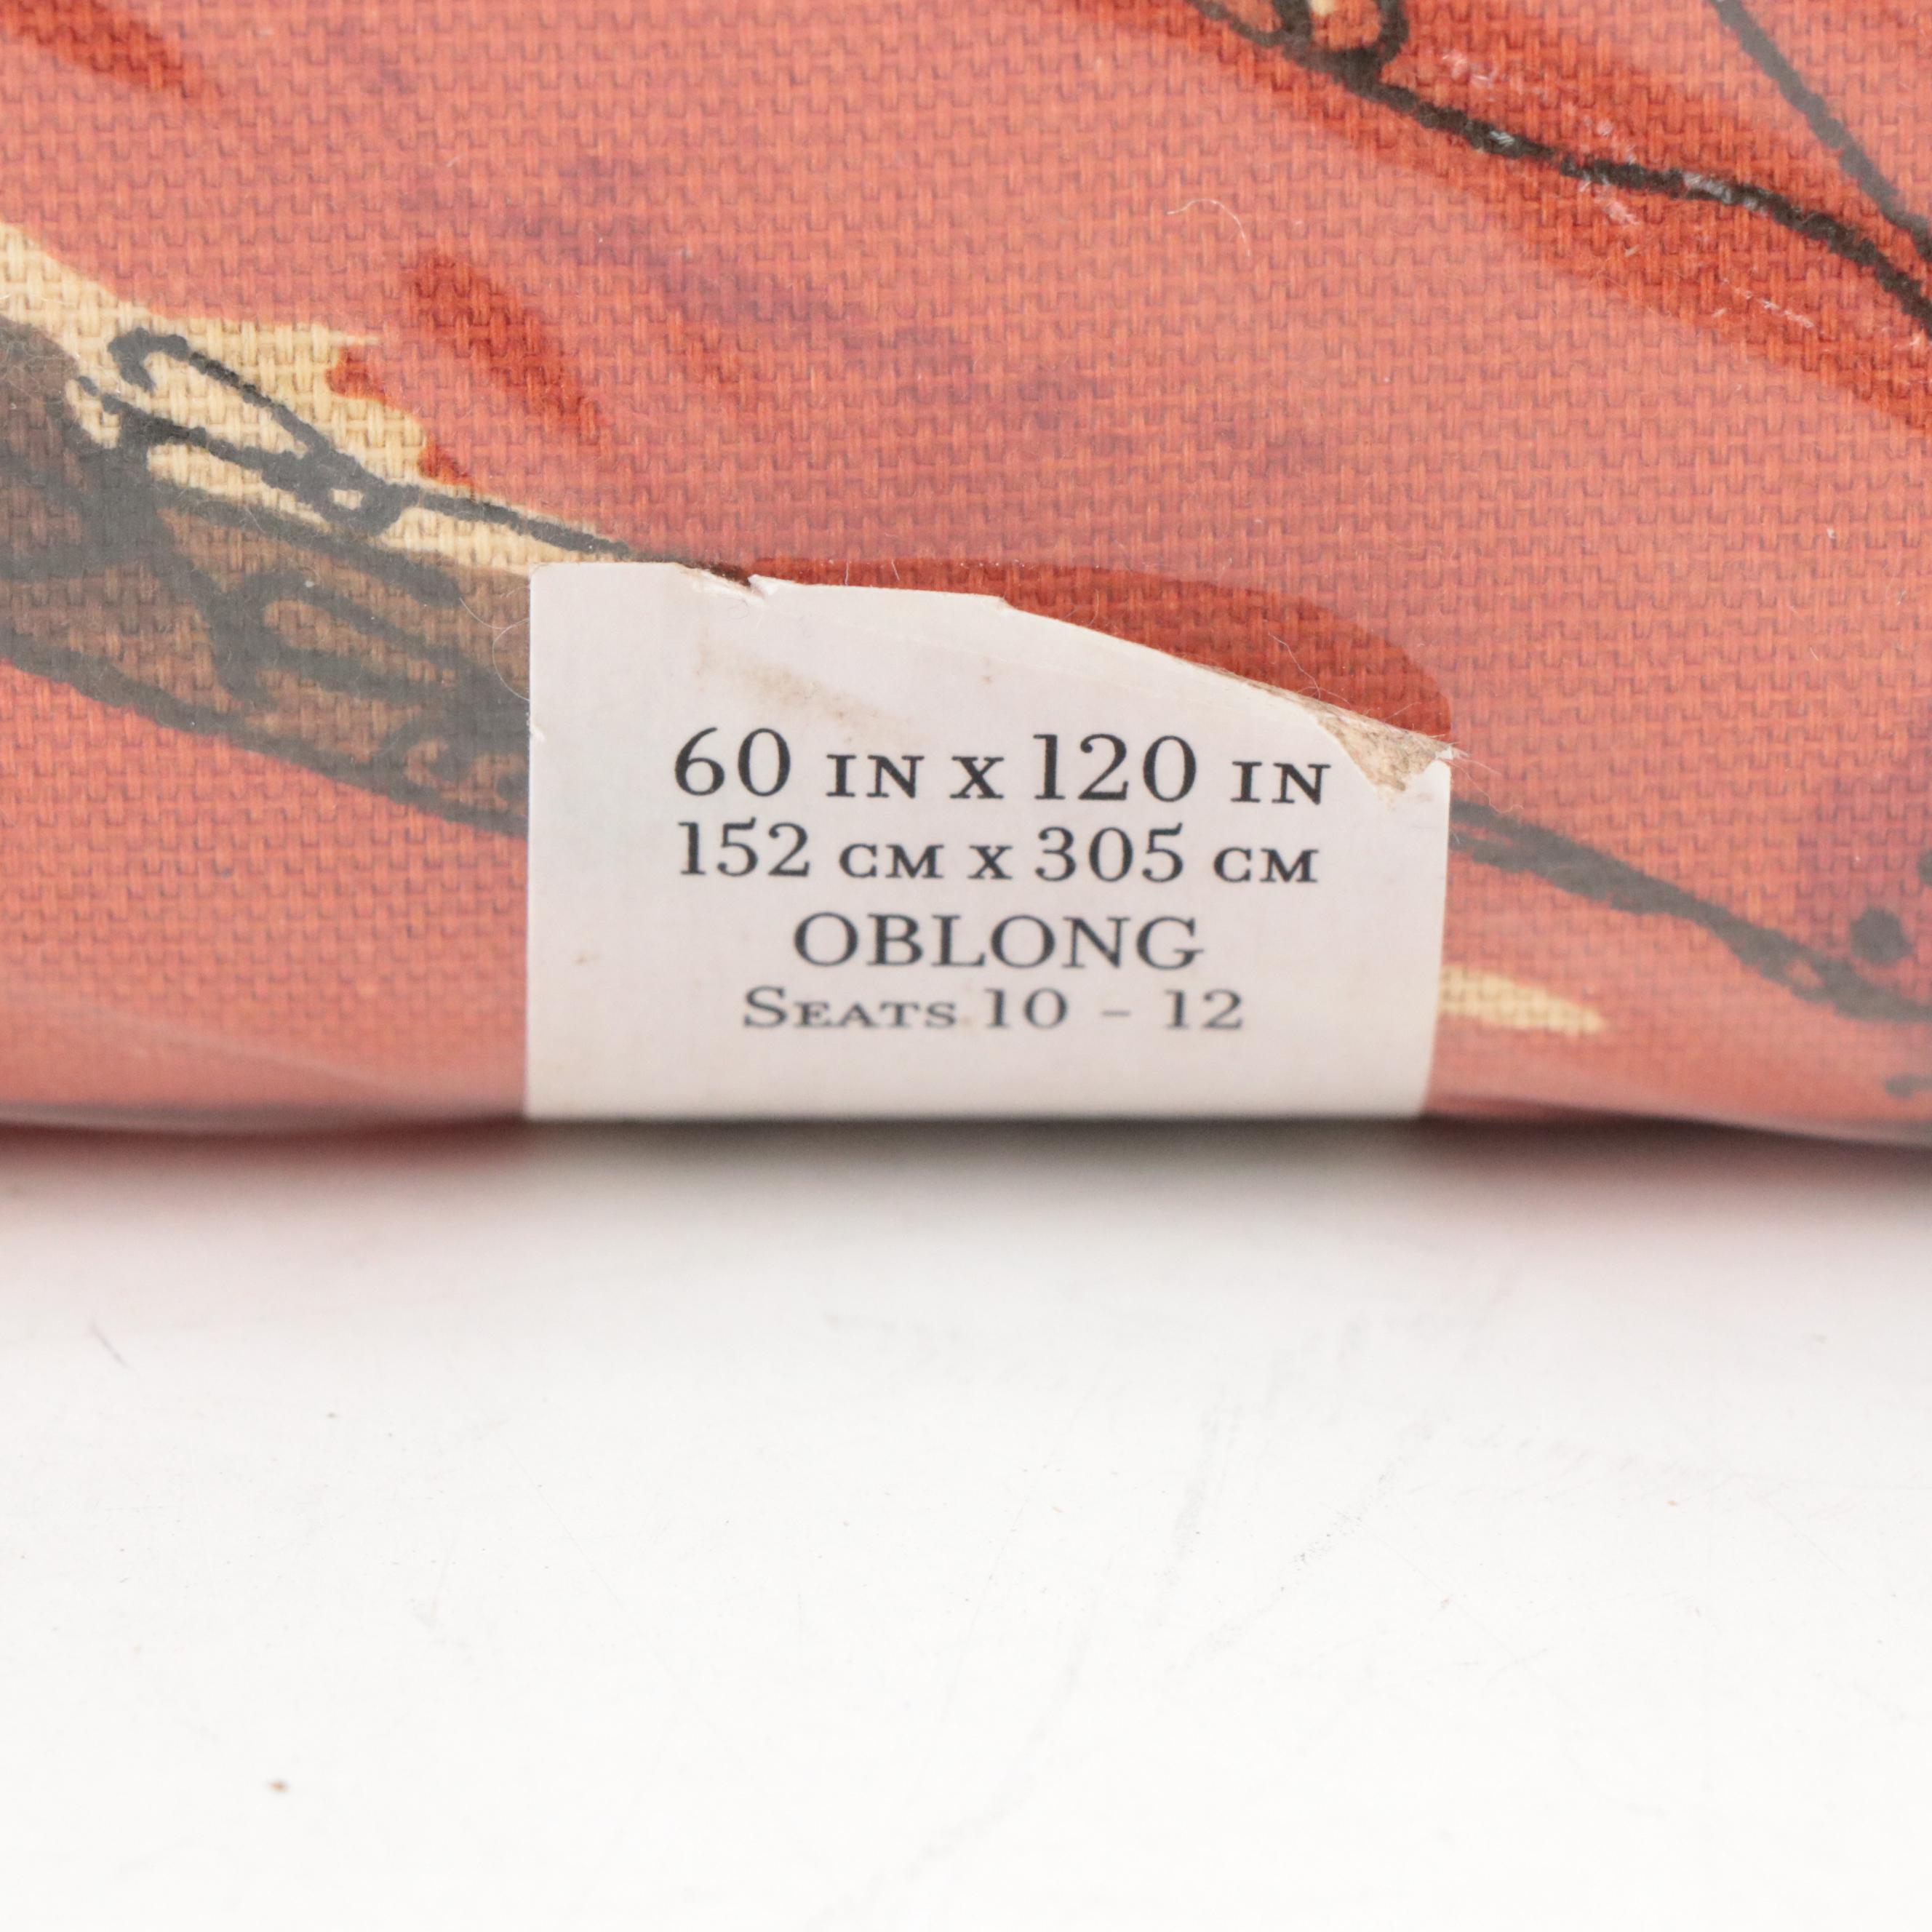 60 IN X 120 IN
152 CM X 305 CM
OBLONG
SEATS 10 - 12